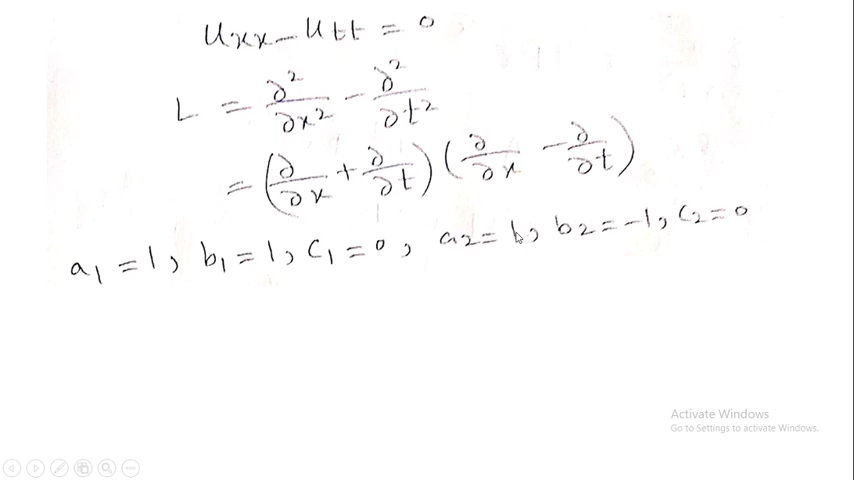 uxx - utt = 0
L = ∂²/∂x² - ∂²/∂t²
= (∂/∂x + ∂/∂t) (∂/∂x - ∂/∂t)
a1 = 1, b1 = 1, c1 = 0, a2 = b, b2 = -1, c2 = 0
Activate Windows
Go to Settings to activate Windows.